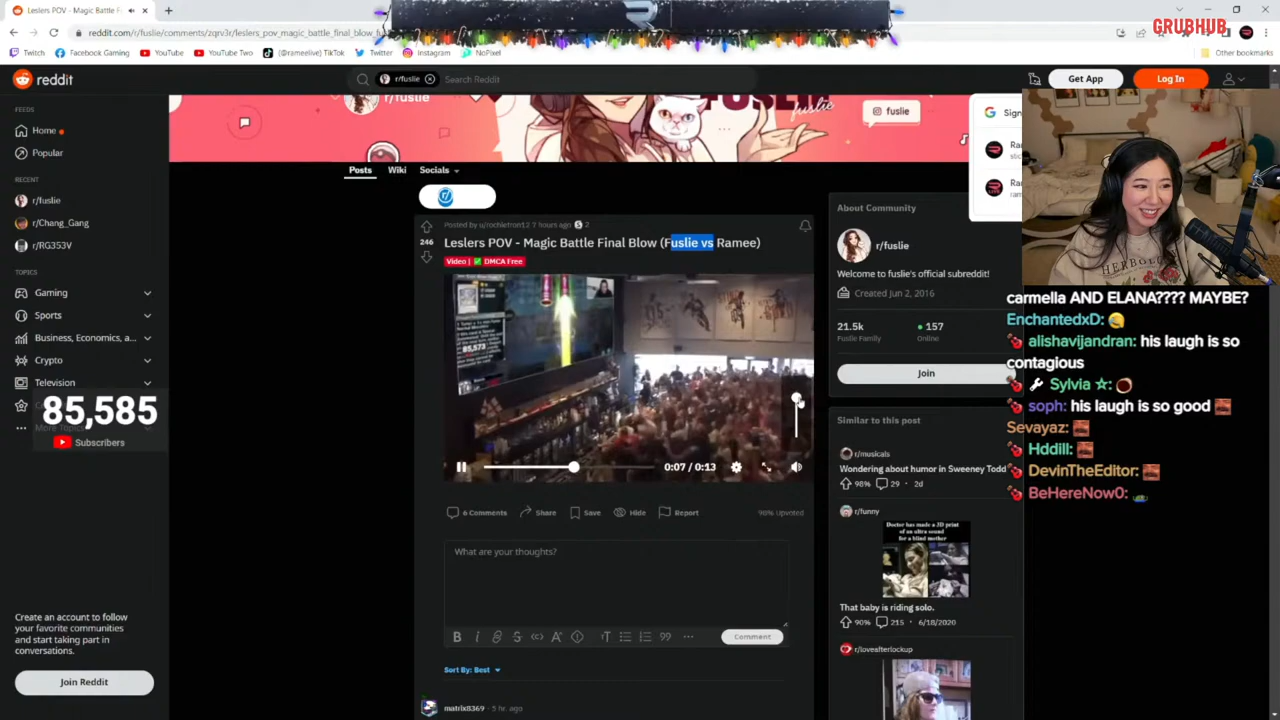 Leslers POV - Magic Battle F
reddit.com/r/fuslie/comments/zqrv3r/leslers_pov_magic_battle_final_blow_fu
GRUBHUB
Twitch
Facebook Gaming
YouTube
YouTube Two
(@rameelive) TikTok
Twitter
Instagram
NoPixel
Other bookmarks
reddit
r/fuslie
Search Reddit
Get App
Log In
FEEDS
Home
Popular
RECENT
r/fuslie
r/Chang_Gang
r/RG353V
TOPICS
Gaming
Sports
Business, Economics, a...
Crypto
Television
85,585
Subscribers
Create an account to follow
your favorite communities
and start taking part in
conversations.
Join Reddit
r/fuslie
fuslie
fuslie
Sign
Posts
Wiki
Socials
246
Posted by u/rochietron12 7 hours ago
2
Leslers POV - Magic Battle Final Blow (Fuslie vs Ramee)
Video | ✅ DMCA Free
0:07 / 0:13
6 Comments
Share
Save
Hide
Report
90% Upvoted
What are your thoughts?
Comment
Sort By: Best
matrix8369 · 5 hr. ago
About Community
r/fuslie
Welcome to fuslie's official subreddit!
Created Jun 2, 2016
21.5k
157
Fuslie Family
Online
Join
Similar to this post
r/musicals
Wondering about humor in Sweeney Todd
98% 29 · 2d
r/funny
Doctor has made a 3D print
of an ultra sound
for a blind mother
That baby is riding solo.
90% 215 · 6/18/2020
r/loveafterlockup
carmella AND ELANA???? MAYBE?
EnchantedxD:
alishavijandran: his laugh is so
contagious
Sylvia ☆:
soph: his laugh is so good
Sevayaz:
Hddill:
DevinTheEditor:
BeHereNow0: